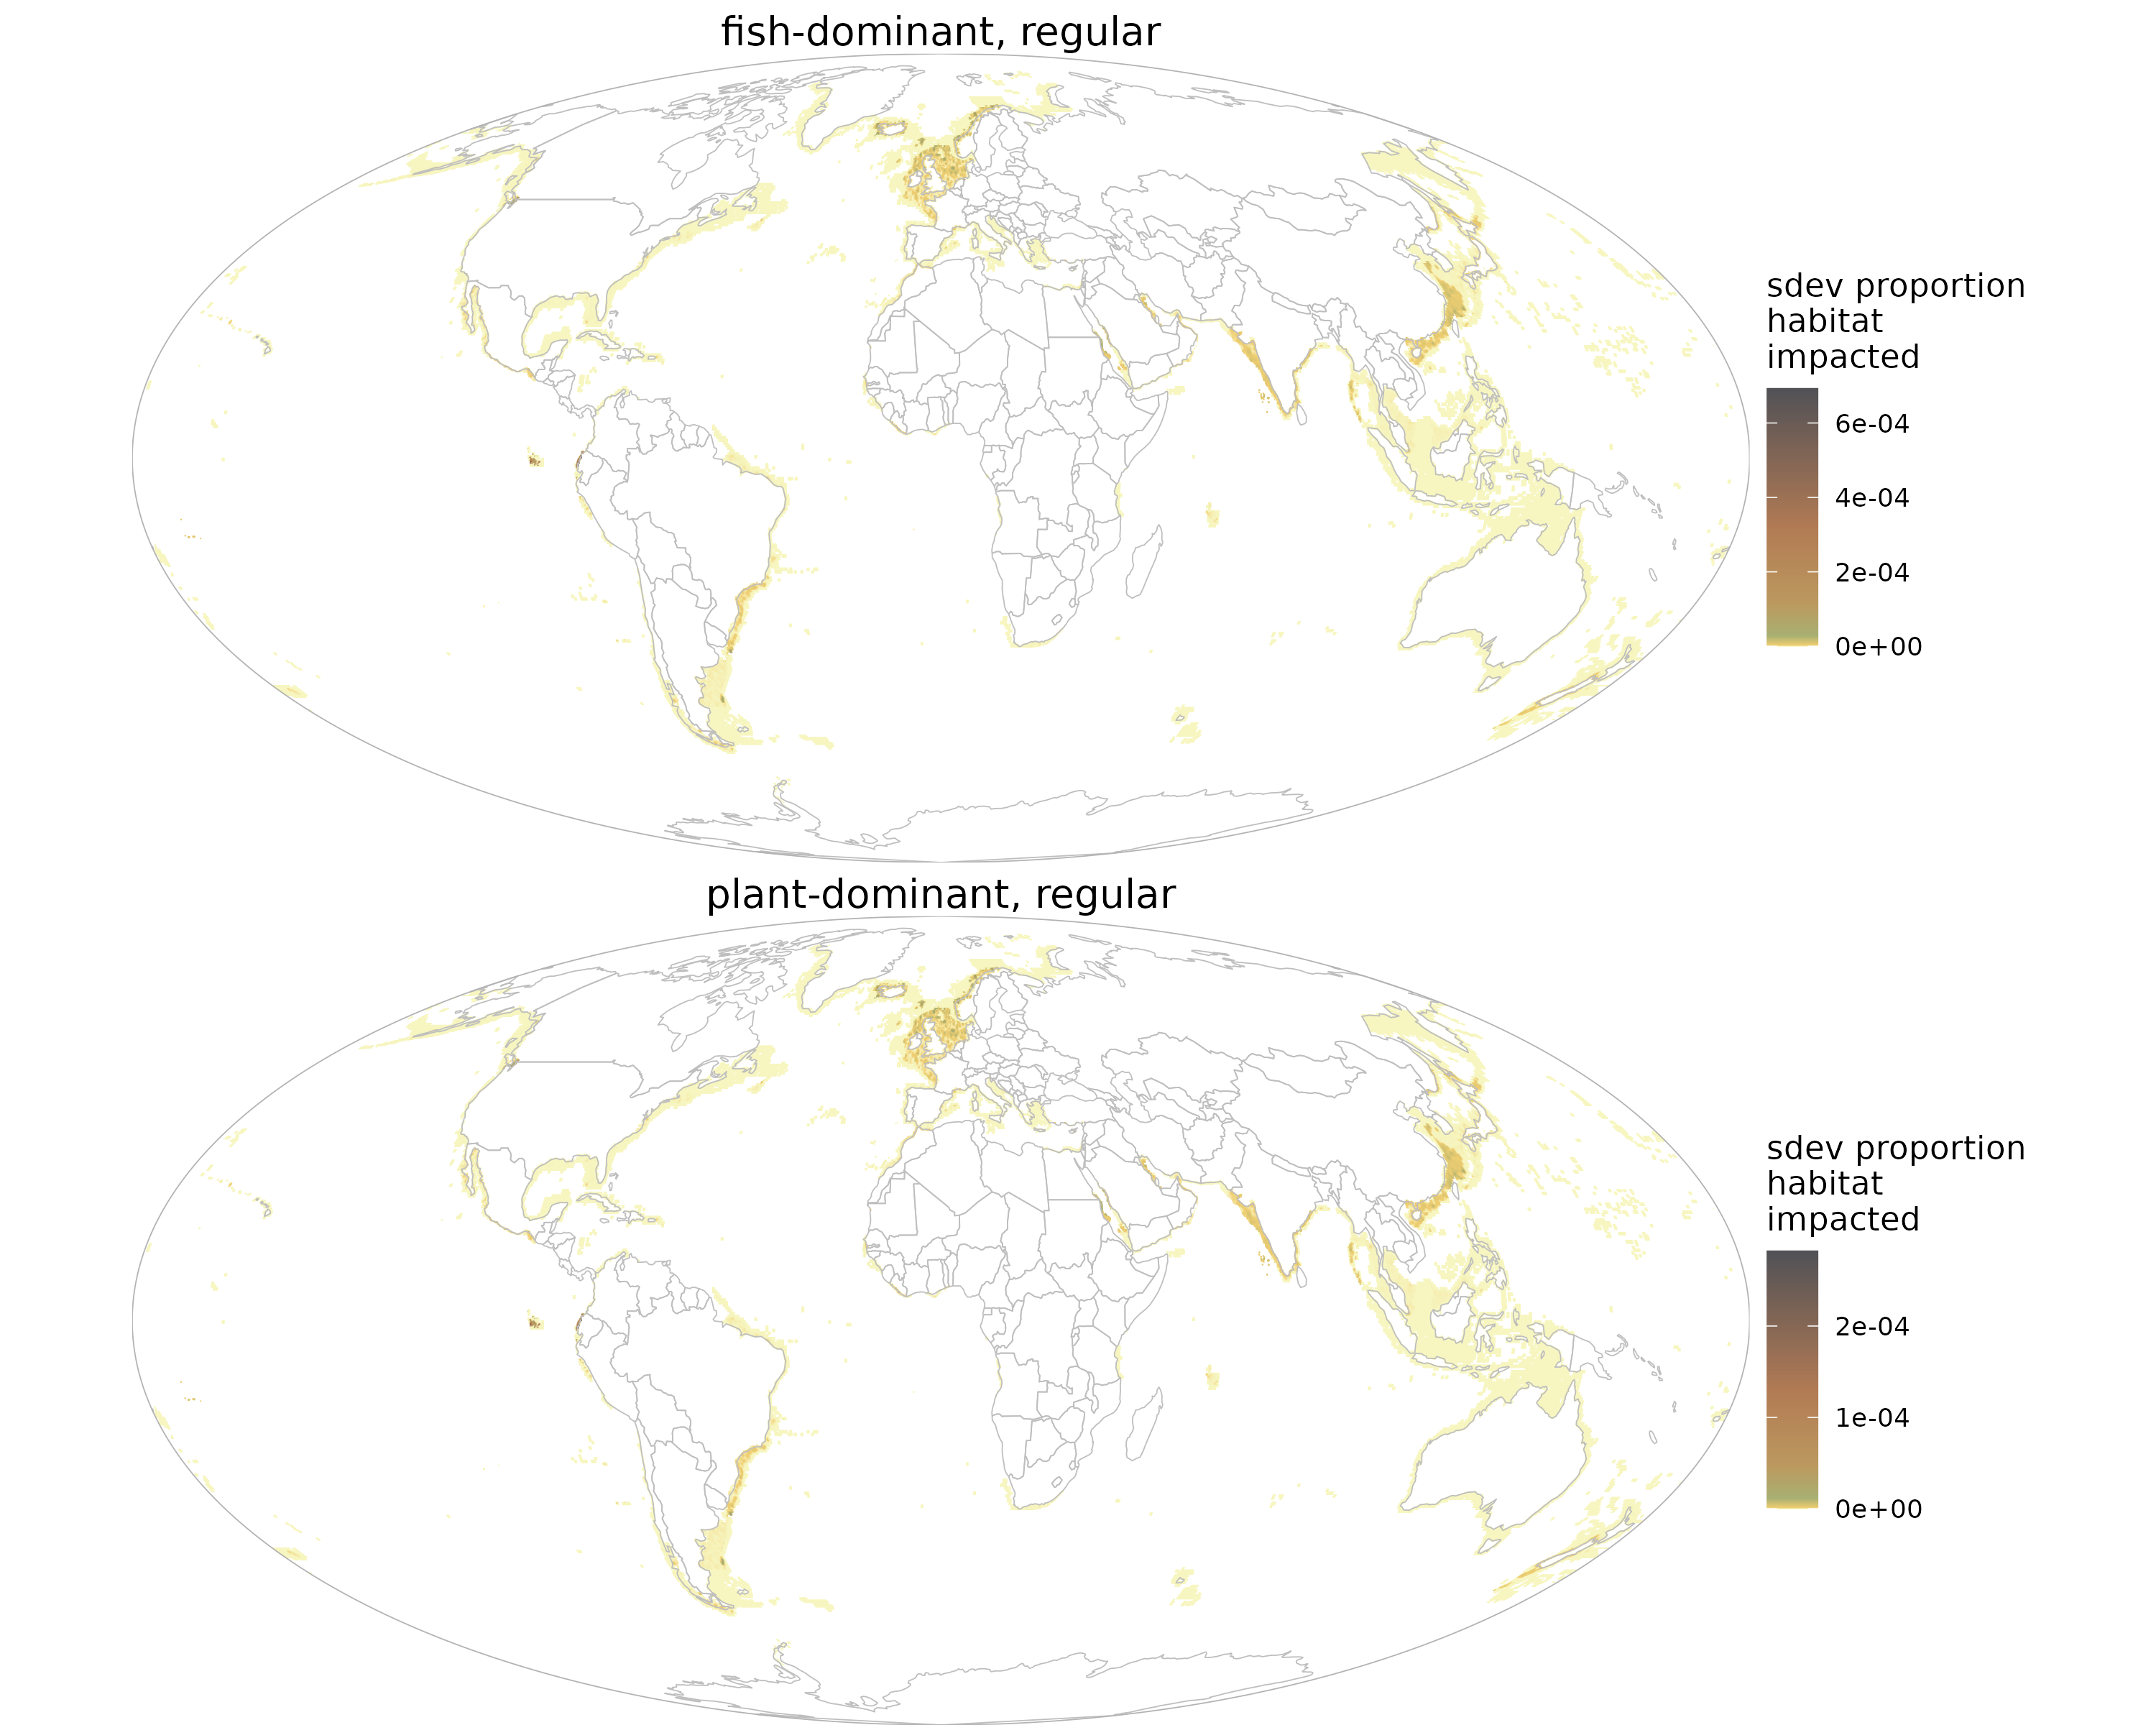 fish-dominant, regular
sdev proportion
habitat
impacted
6e-04
4e-04
2e-04
0e+00
plant-dominant, regular
sdev proportion
habitat
impacted
2e-04
1e-04
0e+00